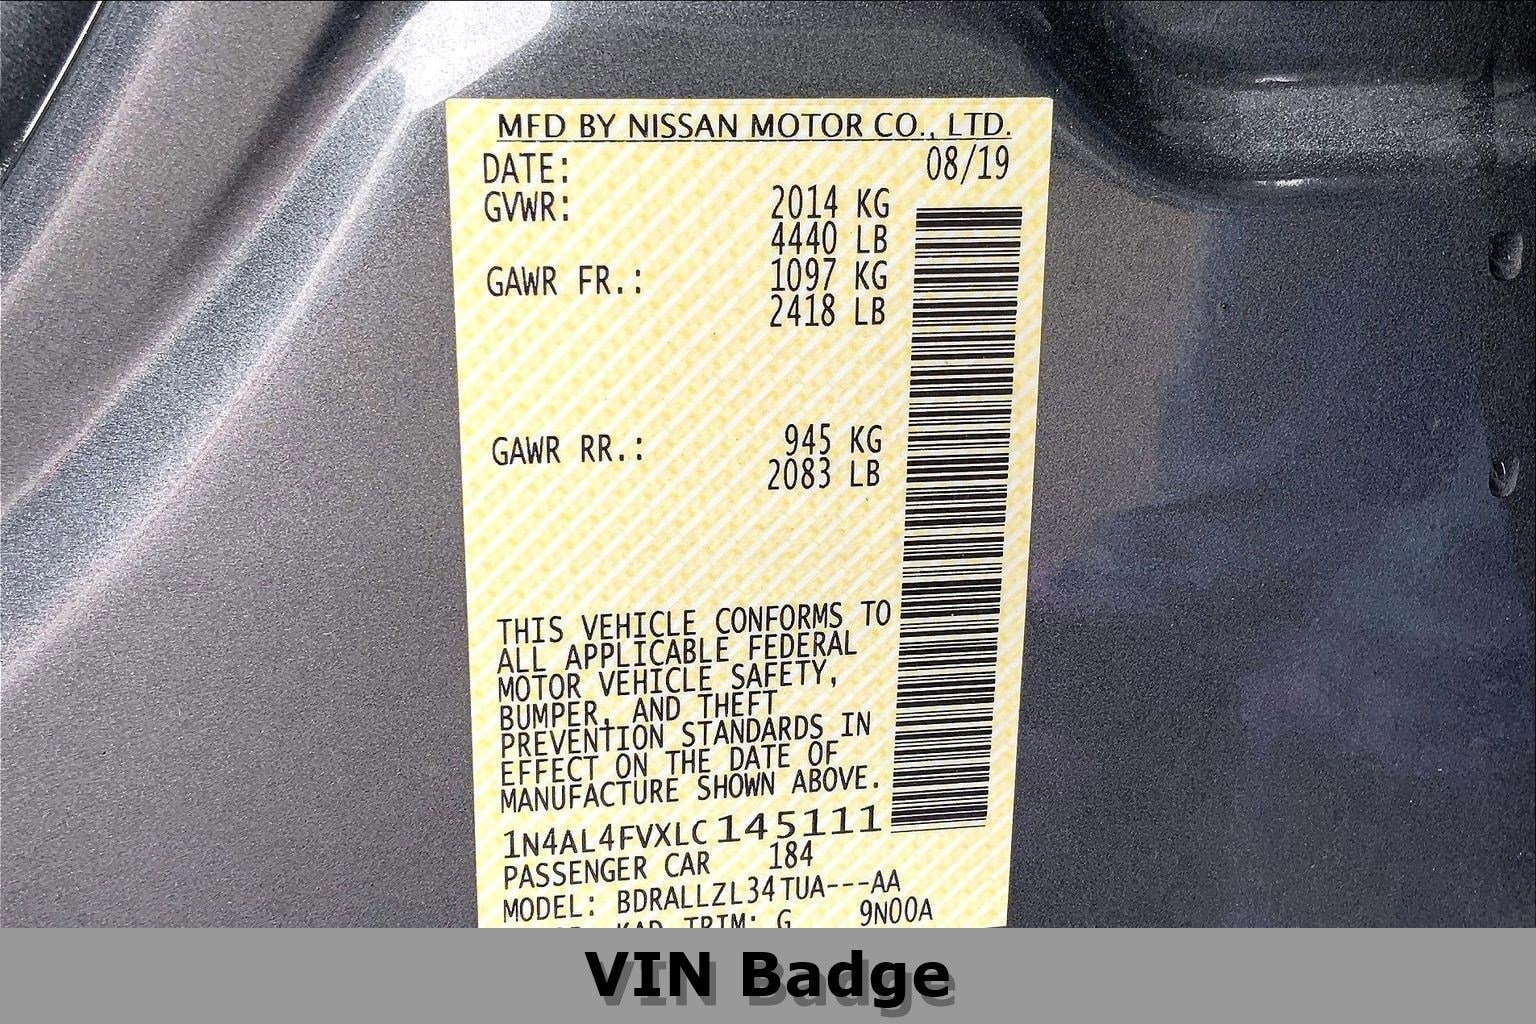 MFD BY NISSAN MOTOR CO., LTD.
DATE: 08/19
GVWR: 2014 KG
4440 LB
GAWR FR.: 1097 KG
2418 LB
GAWR RR.: 945 KG
2083 LB
THIS VEHICLE CONFORMS TO
ALL APPLICABLE FEDERAL
MOTOR VEHICLE SAFETY,
BUMPER, AND THEFT
PREVENTION STANDARDS IN
EFFECT ON THE DATE OF
MANUFACTURE SHOWN ABOVE.
1N4AL4FVXLC145111
PASSENGER CAR 184
MODEL: BDRALLZL34TUA---AA
KAD TRIM: G 9N00A
VIN Badge